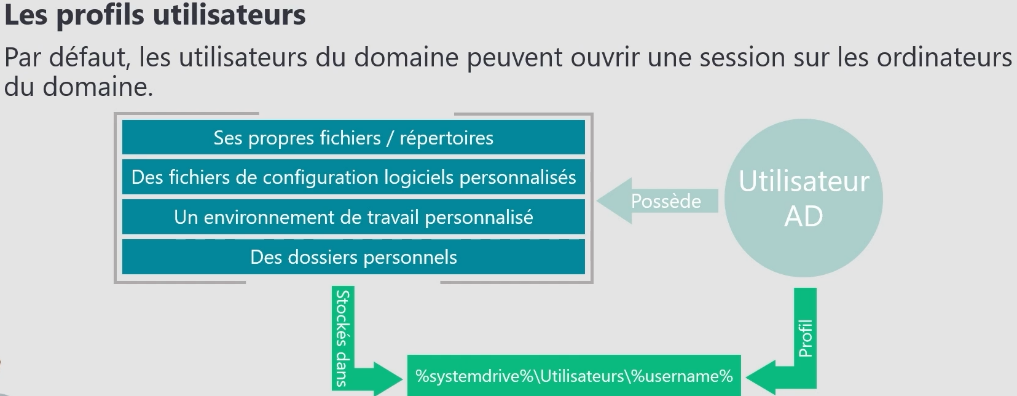 Les profils utilisateurs
Par défaut, les utilisateurs du domaine peuvent ouvrir une session sur les ordinateurs
du domaine.
Ses propres fichiers / répertoires
Des fichiers de configuration logiciels personnalisés
Un environnement de travail personnalisé
Des dossiers personnels
Possède
Utilisateur
AD
Stockés dans
Profil
%systemdrive%\Utilisateurs\%username%